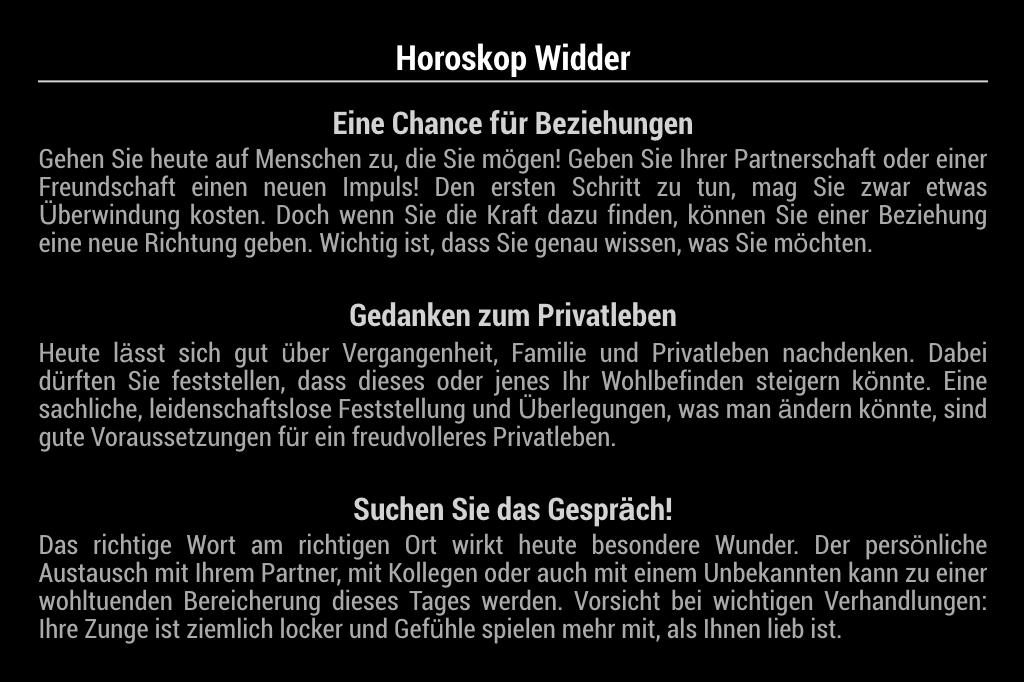 Horoskop Widder
Eine Chance für Beziehungen
Gehen Sie heute auf Menschen zu, die Sie mögen! Geben Sie Ihrer Partnerschaft oder einer
Freundschaft einen neuen Impuls! Den ersten Schritt zu tun, mag Sie zwar etwas
Überwindung kosten. Doch wenn Sie die Kraft dazu finden, können Sie einer Beziehung
eine neue Richtung geben. Wichtig ist, dass Sie genau wissen, was Sie möchten.
Gedanken zum Privatleben
Heute lässt sich gut über Vergangenheit, Familie und Privatleben nachdenken. Dabei
dürften Sie feststellen, dass dieses oder jenes Ihr Wohlbefinden steigern könnte. Eine
sachliche, leidenschaftslose Feststellung und Überlegungen, was man ändern könnte, sind
gute Voraussetzungen für ein freudvolleres Privatleben.
Suchen Sie das Gespräch!
Das richtige Wort am richtigen Ort wirkt heute besondere Wunder. Der persönliche
Austausch mit Ihrem Partner, mit Kollegen oder auch mit einem Unbekannten kann zu einer
wohltuenden Bereicherung dieses Tages werden. Vorsicht bei wichtigen Verhandlungen:
Ihre Zunge ist ziemlich locker und Gefühle spielen mehr mit, als Ihnen lieb ist.